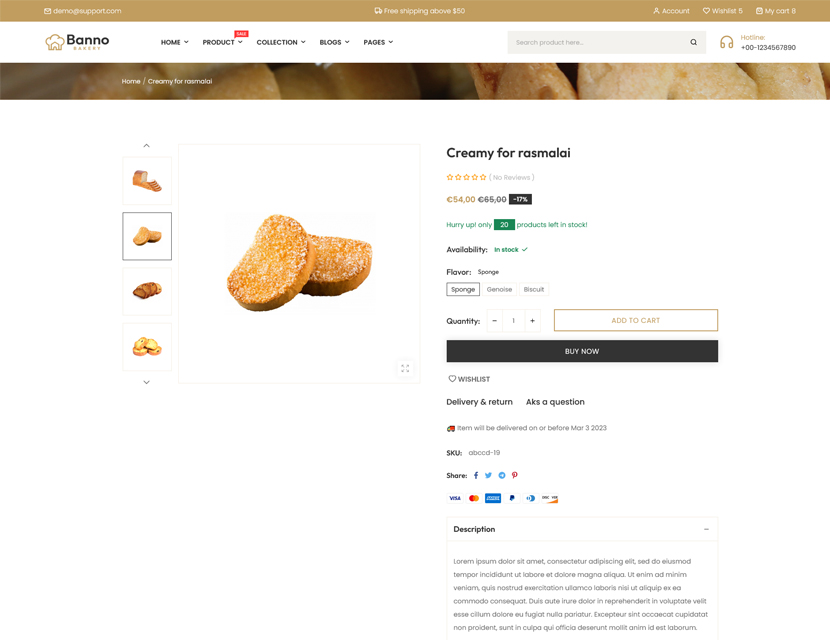 demo@support.com
Free shipping above $50
Account
Wishlist 5
My cart 8
Banno
BAKERY
HOME
SALE
PRODUCT
COLLECTION
BLOGS
PAGES
Search product here...
Hotline:
+00-1234567890
Home / Creamy for rasmalai
Creamy for rasmalai
( No Reviews )
€54,00 €65,00 -17%
Hurry up! only 20 products left in stock!
Availability: In stock
Flavor: Sponge
Sponge Genoise Biscuit
Quantity: − 1 + ADD TO CART
BUY NOW
WISHLIST
Delivery & return Aks a question
Item will be delivered on or before Mar 3 2023
SKU: abccd-19
Share:
VISA AMEX DISCOVER
Description −
Lorem ipsum dolor sit amet, consectetur adipiscing elit, sed do eiusmod
tempor incididunt ut labore et dolore magna aliqua. Ut enim ad minim
veniam, quis nostrud exercitation ullamco laboris nisi ut aliquip ex ea
commodo consequat. Duis aute irure dolor in reprehenderit in voluptate velit
esse cillum dolore eu fugiat nulla pariatur. Excepteur sint occaecat cupidatat
non proident, sunt in culpa qui officia deserunt mollit anim id est laborum.